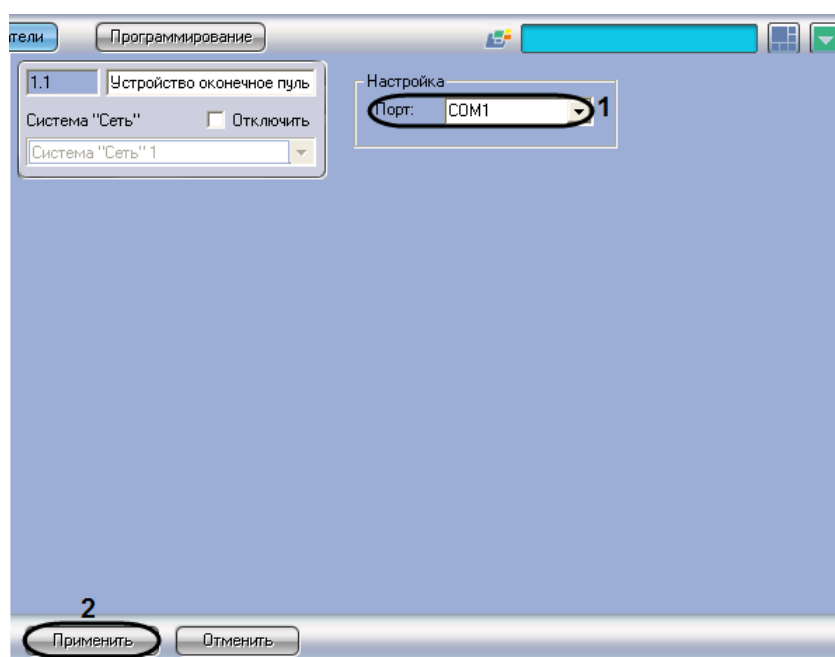 тели Программирование
1.1 Устройство оконечное пуль
Система "Сеть" Отключить
Система "Сеть" 1
Настройка
Порт: COM1 1
2
Применить Отменить